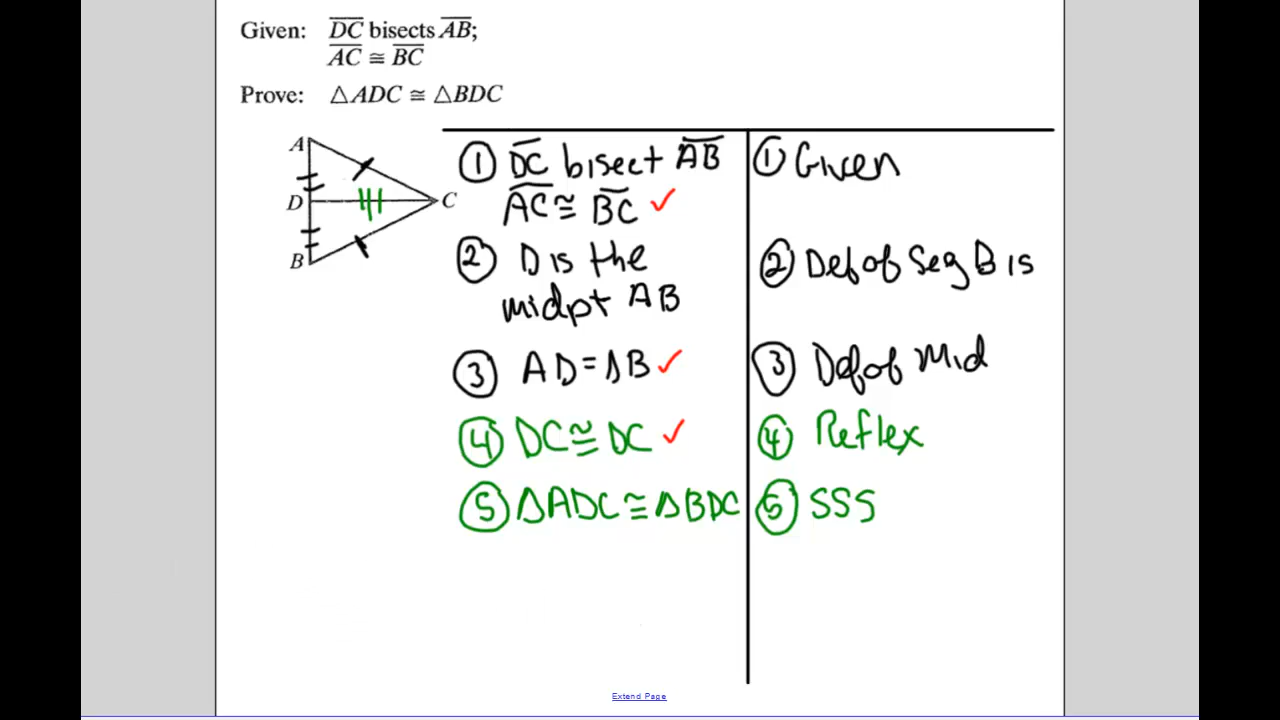 Given: DC bisects AB;
AC ≅ BC
Prove: △ADC ≅ △BDC
A
D
C
B
① DC bisect AB
AC ≅ BC ✓
② D is the
midpt AB
③ AD = DB ✓
④ DC ≅ DC ✓
⑤ △ADC ≅ △BDC
① Given
② Def of Seg Bis
③ Def of Mid
④ Reflex
⑤ SSS
Extend Page